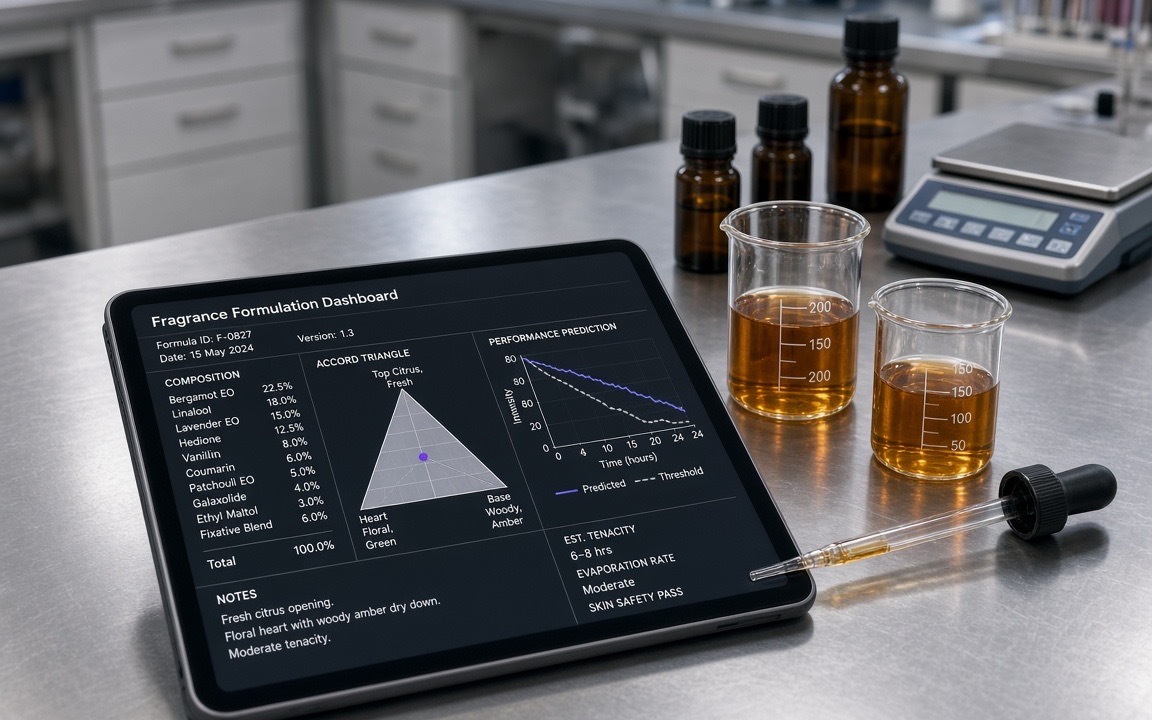 Fragrance Formulation Dashboard
Formula ID: F-0827
Version: 1.3
Date: 15 May 2024
COMPOSITION
Bergamot EO 22.5%
Linalool 18.0%
Lavender EO 15.0%
Hedione 12.5%
Vanillin 8.0%
Coumarin 6.0%
Patchoull EO 5.0%
Galaxolide 4.0%
Ethyl Maltol 3.0%
Fixative Blend 6.0%
Total 100.0%
ACCORD TRIANGLE
Top Citrus,
Fresh
Heart
Floral,
Green
Base
Woody,
Amber
PERFORMANCE PREDICTION
80
80
80
20
0
0 4 10 15 20 24 24
Time (hours)
Predicted
Threshold
EST. TENACITY
6–8 hrs
EVAPORATION RATE
Moderate
SKIN SAFETY PASS
NOTES
Fresh citrus opening.
Floral heart with woody amber dry down.
Moderate tenacity.
200
150
200
150
150
100
50